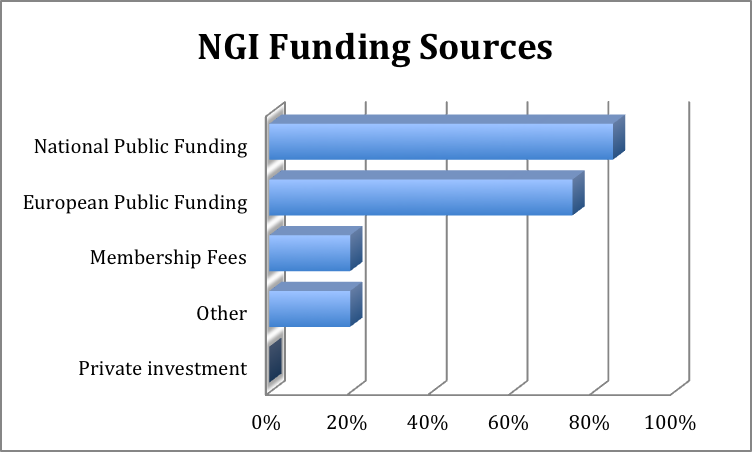 NGI Funding Sources
National Public Funding
European Public Funding
Membership Fees
Other
Private investment
0% 20% 40% 60% 80% 100%